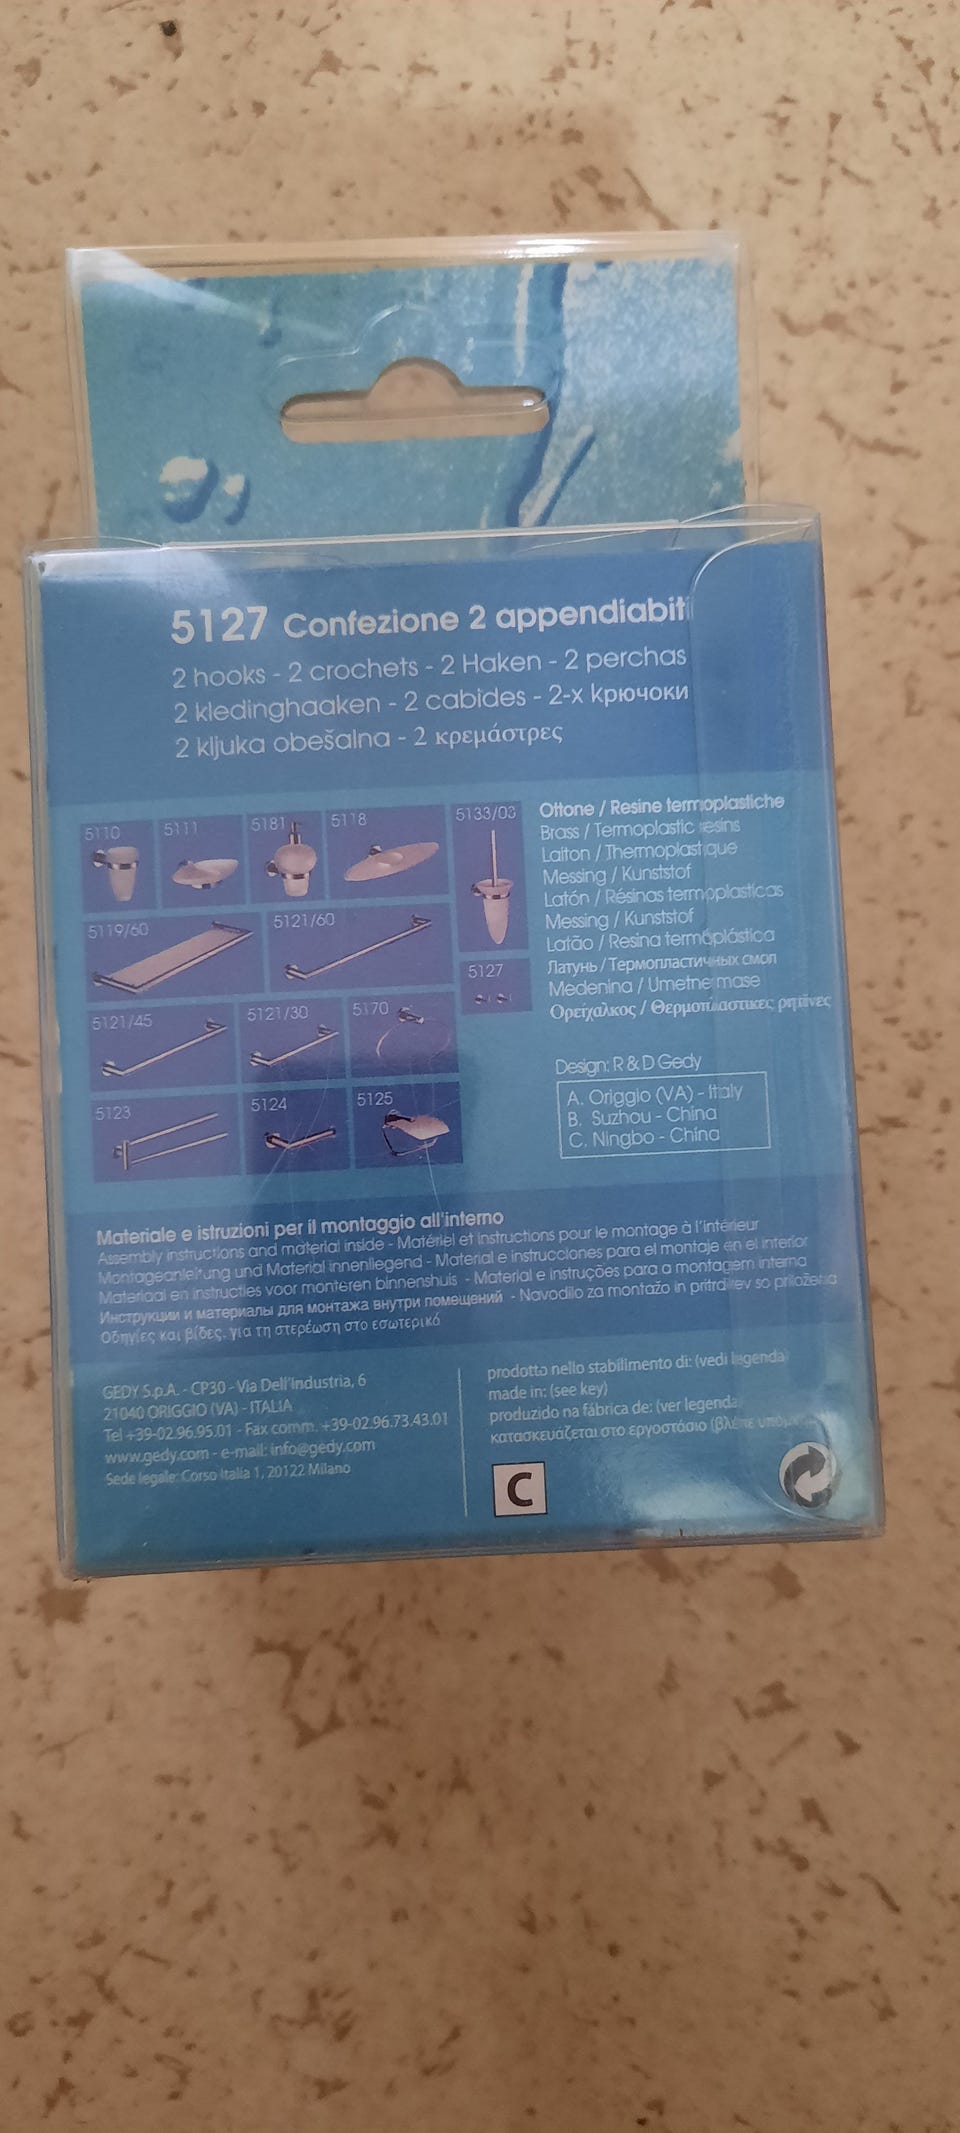 5127 Confezione 2 appendiabiti
2 hooks - 2 crochets - 2 Haken - 2 perchas
2 kledinghaaken - 2 cabides - 2-х крючоки
2 kljuka obešalna - 2 κρεμάστρες
5110
5111
5181
5118
5133/03
5119/60
5121/60
5127
5121/45
5121/30
5170
5123
5124
5125
Ottone / Resine termoplastiche
Brass / Termoplastic resins
Laiton / Thermoplastique
Messing / Kunststof
Latón / Résinas termoplasticas
Messing / Kunststof
Latão / Resina termoplástica
Латунь / Термопластичных смол
Medenina / Umetne mase
Ορείχαλκος / Θερμοπλαστικες ρητίνες
Design: R & D Gedy
A. Origgio (VA) - Italy
B. Suzhou - China
C. Ningbo - China
Materiale e istruzioni per il montaggio all'interno
Assembly instructions and material inside - Matériel et instructions pour le montage à l'intérieur
Montageanleitung und Material innenliegend - Material e instrucciones para el montaje en el interior
Materiaal en instructies voor monteren binnenshuis - Material e instruções para a montagem interna
Инструкции и материалы для монтажа внутри помещений - Navodilo za montažo in pritrditev so priložena
Οδηγίες και βίδες, για τη στερέωση στο εσωτερικό
GEDY S.p.A. - CP30 - Via Dell'Industria, 6
21040 ORIGGIO (VA) - ITALIA
Tel +39-02.96.95.01 - Fax comm. +39-02.96.73.43.01
www.gedy.com - e-mail: info@gedy.com
Sede legale: Corso Italia 1, 20122 Milano
prodotto nello stabilimento di: (vedi legenda
made in: (see key)
produzido na fábrica de: (ver legenda
κατασκευάζεται στο εργοστάσιο (βλέπε
C